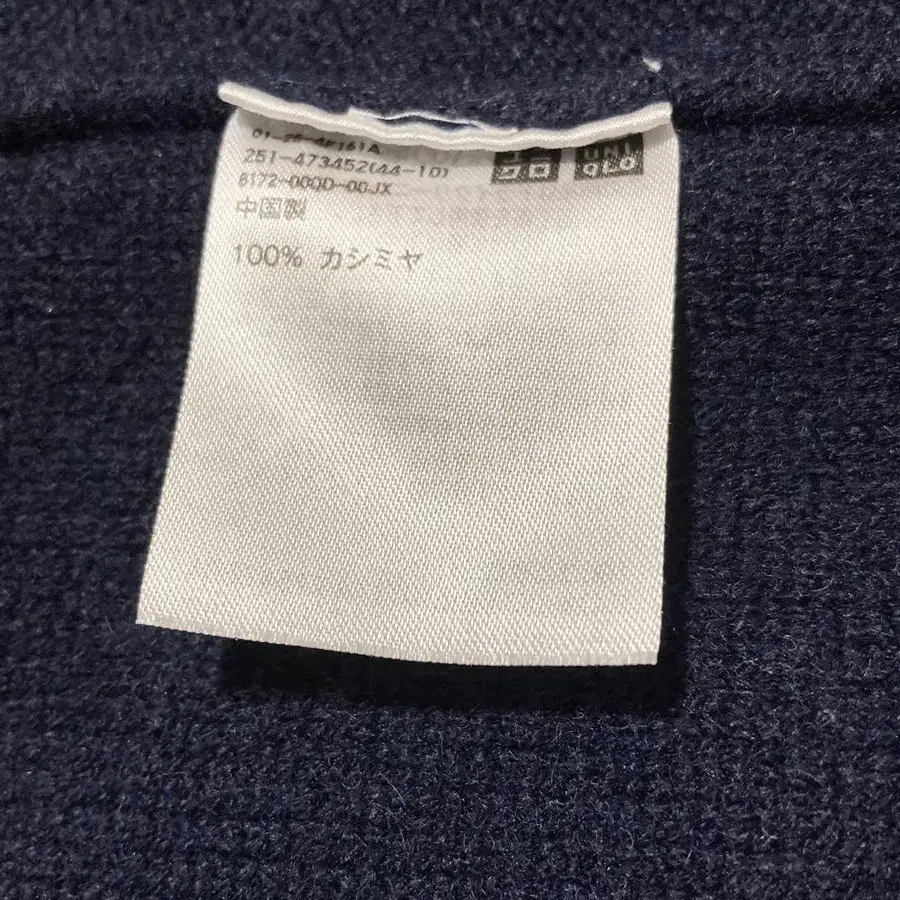 251-473452(44-10)
6172-000D-00JX
中国製
100% カシミヤ
ユニ
クロ
UNI
QLO